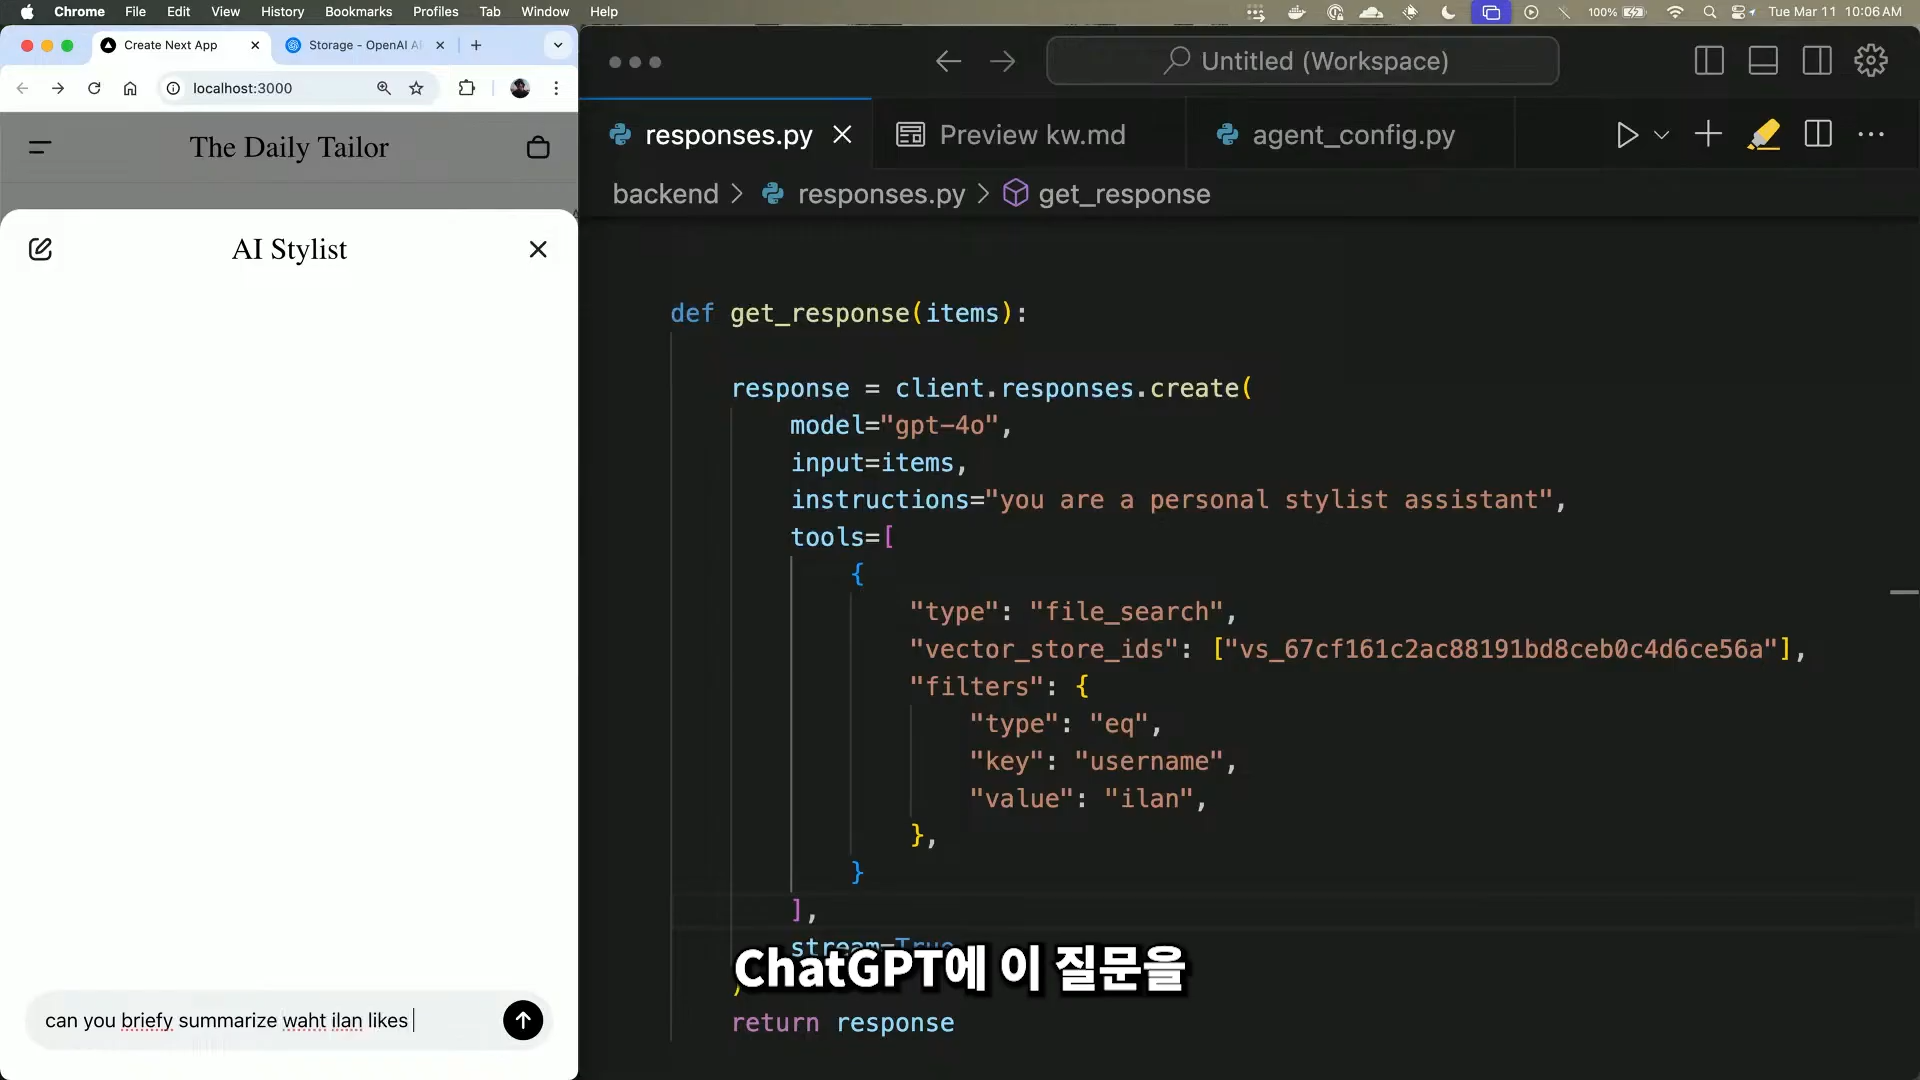 Chrome File Edit View History Bookmarks Profiles Tab Window Help 100% Tue Mar 11 10:06 AM
Create Next App Storage - OpenAI
localhost:3000
The Daily Tailor
AI Stylist
can you briefy summarize waht ilan likes
Untitled (Workspace)
responses.py Preview kw.md agent_config.py
backend > responses.py > get_response
def get_response(items):
response = client.responses.create(
model="gpt-4o",
input=items,
instructions="you are a personal stylist assistant",
tools=[
{
"type": "file_search",
"vector_store_ids": ["vs_67cf161c2ac88191bd8ceb0c4d6ce56a"],
"filters": {
"type": "eq",
"key": "username",
"value": "ilan",
},
}
],
stream=True
)
return response
ChatGPT에 이 질문을